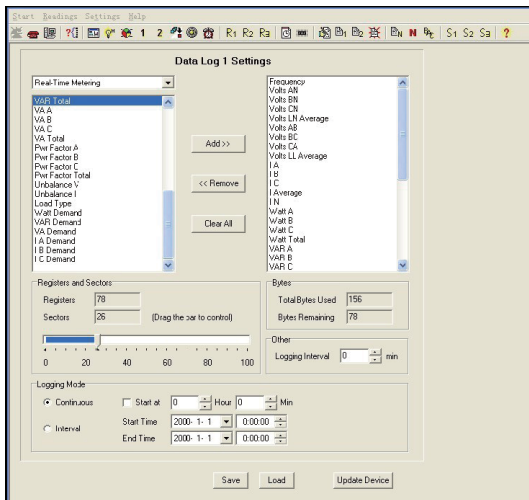 Start Readings Settings Help
1 2 R1 R2 R3 N S1 S2 S3 ?
Data Log 1 Settings
Real-Time Metering
VAR Total
VA A
VA B
VA C
VA Total
Pwr Factor A
Pwr Factor B
Pwr Factor C
Pwr Factor Total
Unbalance V
Unbalance I
Load Type
Watt Demand
VAR Demand
VA Demand
I A Demand
I B Demand
I C Demand
Add >>
<< Remove
Clear All
Frequency
Volts AN
Volts BN
Volts CN
Volts LN Average
Volts AB
Volts BC
Volts CA
Volts LL Average
I A
I B
I C
I Average
I N
Watt A
Watt B
Watt C
Watt Total
VAR A
VAR B
VAR C
Registers and Sectors
Registers 78
Sectors 26 (Drag the bar to control)
0 20 40 60 80 100
Bytes
Total Bytes Used 156
Bytes Remaining 78
Other
Logging Interval 0 min
Logging Mode
Continuous Start at 0 Hour 0 Min
Interval
Start Time 2000- 1- 1 0:00:00
End Time 2000- 1- 1 0:00:00
Save Load Update Device